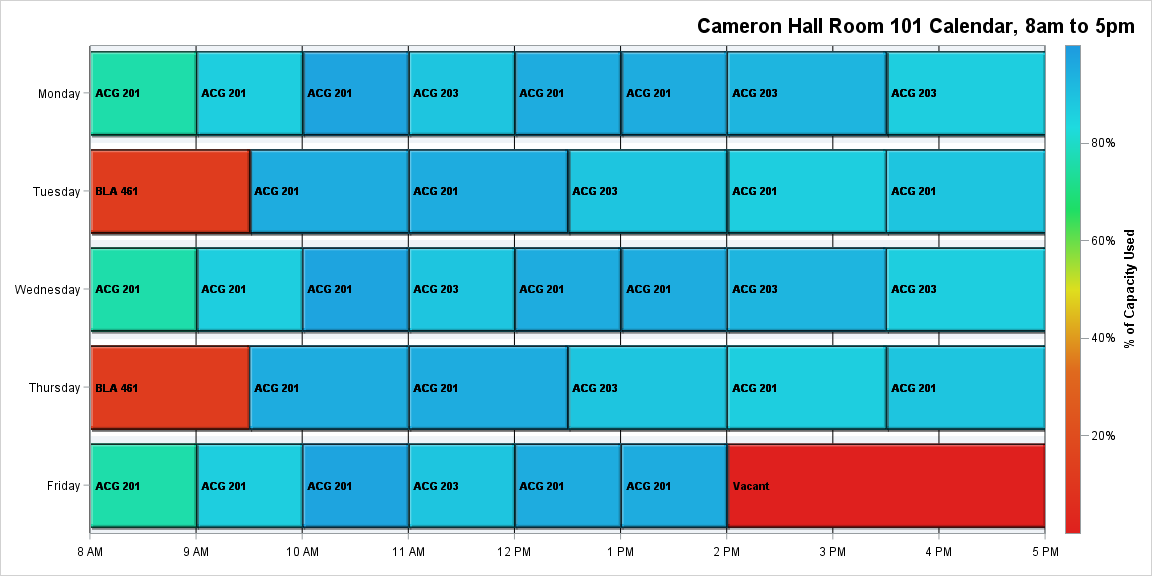 Cameron Hall Room 101 Calendar, 8am to 5pm
Monday
ACG 201
ACG 201
ACG 201
ACG 203
ACG 201
ACG 201
ACG 203
ACG 203
Tuesday
BLA 461
ACG 201
ACG 201
ACG 203
ACG 201
ACG 201
Wednesday
ACG 201
ACG 201
ACG 201
ACG 203
ACG 201
ACG 201
ACG 203
ACG 203
Thursday
BLA 461
ACG 201
ACG 201
ACG 203
ACG 201
ACG 201
Friday
ACG 201
ACG 201
ACG 201
ACG 203
ACG 201
ACG 201
Vacant
8 AM
9 AM
10 AM
11 AM
12 PM
1 PM
2 PM
3 PM
4 PM
5 PM
80%
60%
40%
20%
% of Capacity Used